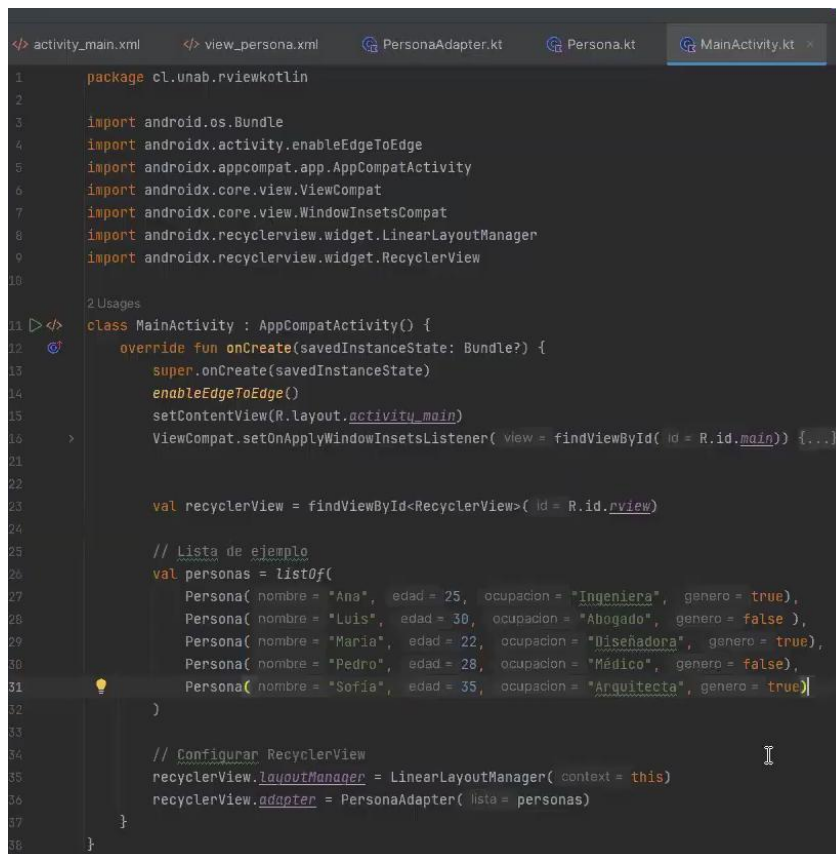 activity_main.xml view_persona.xml PersonaAdapter.kt Persona.kt MainActivity.kt ×
1 package cl.unab.rviewkotlin
2
3 import android.os.Bundle
4 import androidx.activity.enableEdgeToEdge
5 import androidx.appcompat.app.AppCompatActivity
6 import androidx.core.view.ViewCompat
7 import androidx.core.view.WindowInsetsCompat
8 import androidx.recyclerview.widget.LinearLayoutManager
9 import androidx.recyclerview.widget.RecyclerView
10
2 Usages
11 class MainActivity : AppCompatActivity() {
12 override fun onCreate(savedInstanceState: Bundle?) {
13 super.onCreate(savedInstanceState)
14 enableEdgeToEdge()
15 setContentView(R.layout.activity_main)
16 ViewCompat.setOnApplyWindowInsetsListener( view = findViewById( id = R.id.main)) {...}
21
22
23 val recyclerView = findViewById<RecyclerView>( id = R.id.rview)
24
25 // Lista de ejemplo
26 val personas = listOf(
27 Persona( nombre = "Ana", edad = 25, ocupacion = "Ingeniera", genero = true),
28 Persona( nombre = "Luis", edad = 30, ocupacion = "Abogado", genero = false ),
29 Persona( nombre = "María", edad = 22, ocupacion = "Diseñadora", genero = true),
30 Persona( nombre = "Pedro", edad = 28, ocupacion = "Médico", genero = false),
31 Persona( nombre = "Sofía", edad = 35, ocupacion = "Arquitecta", genero = true)
32 )
33
34 // Configurar RecyclerView
35 recyclerView.layoutManager = LinearLayoutManager( context = this)
36 recyclerView.adapter = PersonaAdapter( lista = personas)
37 }
38 }